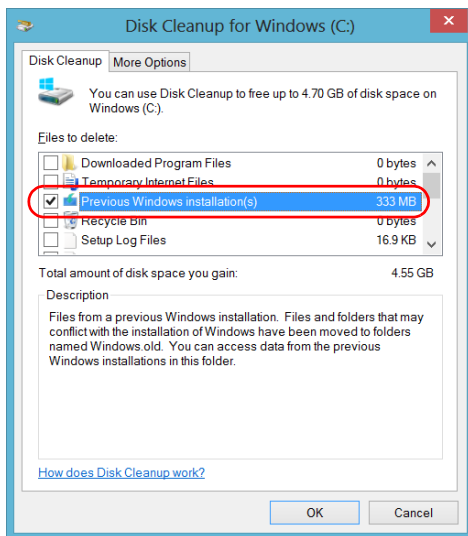 Disk Cleanup for Windows (C:)
Disk Cleanup
More Options
You can use Disk Cleanup to free up to 4.70 GB of disk space on
Windows (C:).
Files to delete:
Downloaded Program Files 0 bytes
Temporary Internet Files 0 bytes
Previous Windows installation(s) 333 MB
Recycle Bin 0 bytes
Setup Log Files 16.9 KB
Total amount of disk space you gain: 4.55 GB
Description
Files from a previous Windows installation. Files and folders that may
conflict with the installation of Windows have been moved to folders
named Windows.old. You can access data from the previous
Windows installations in this folder.
How does Disk Cleanup work?
OK
Cancel